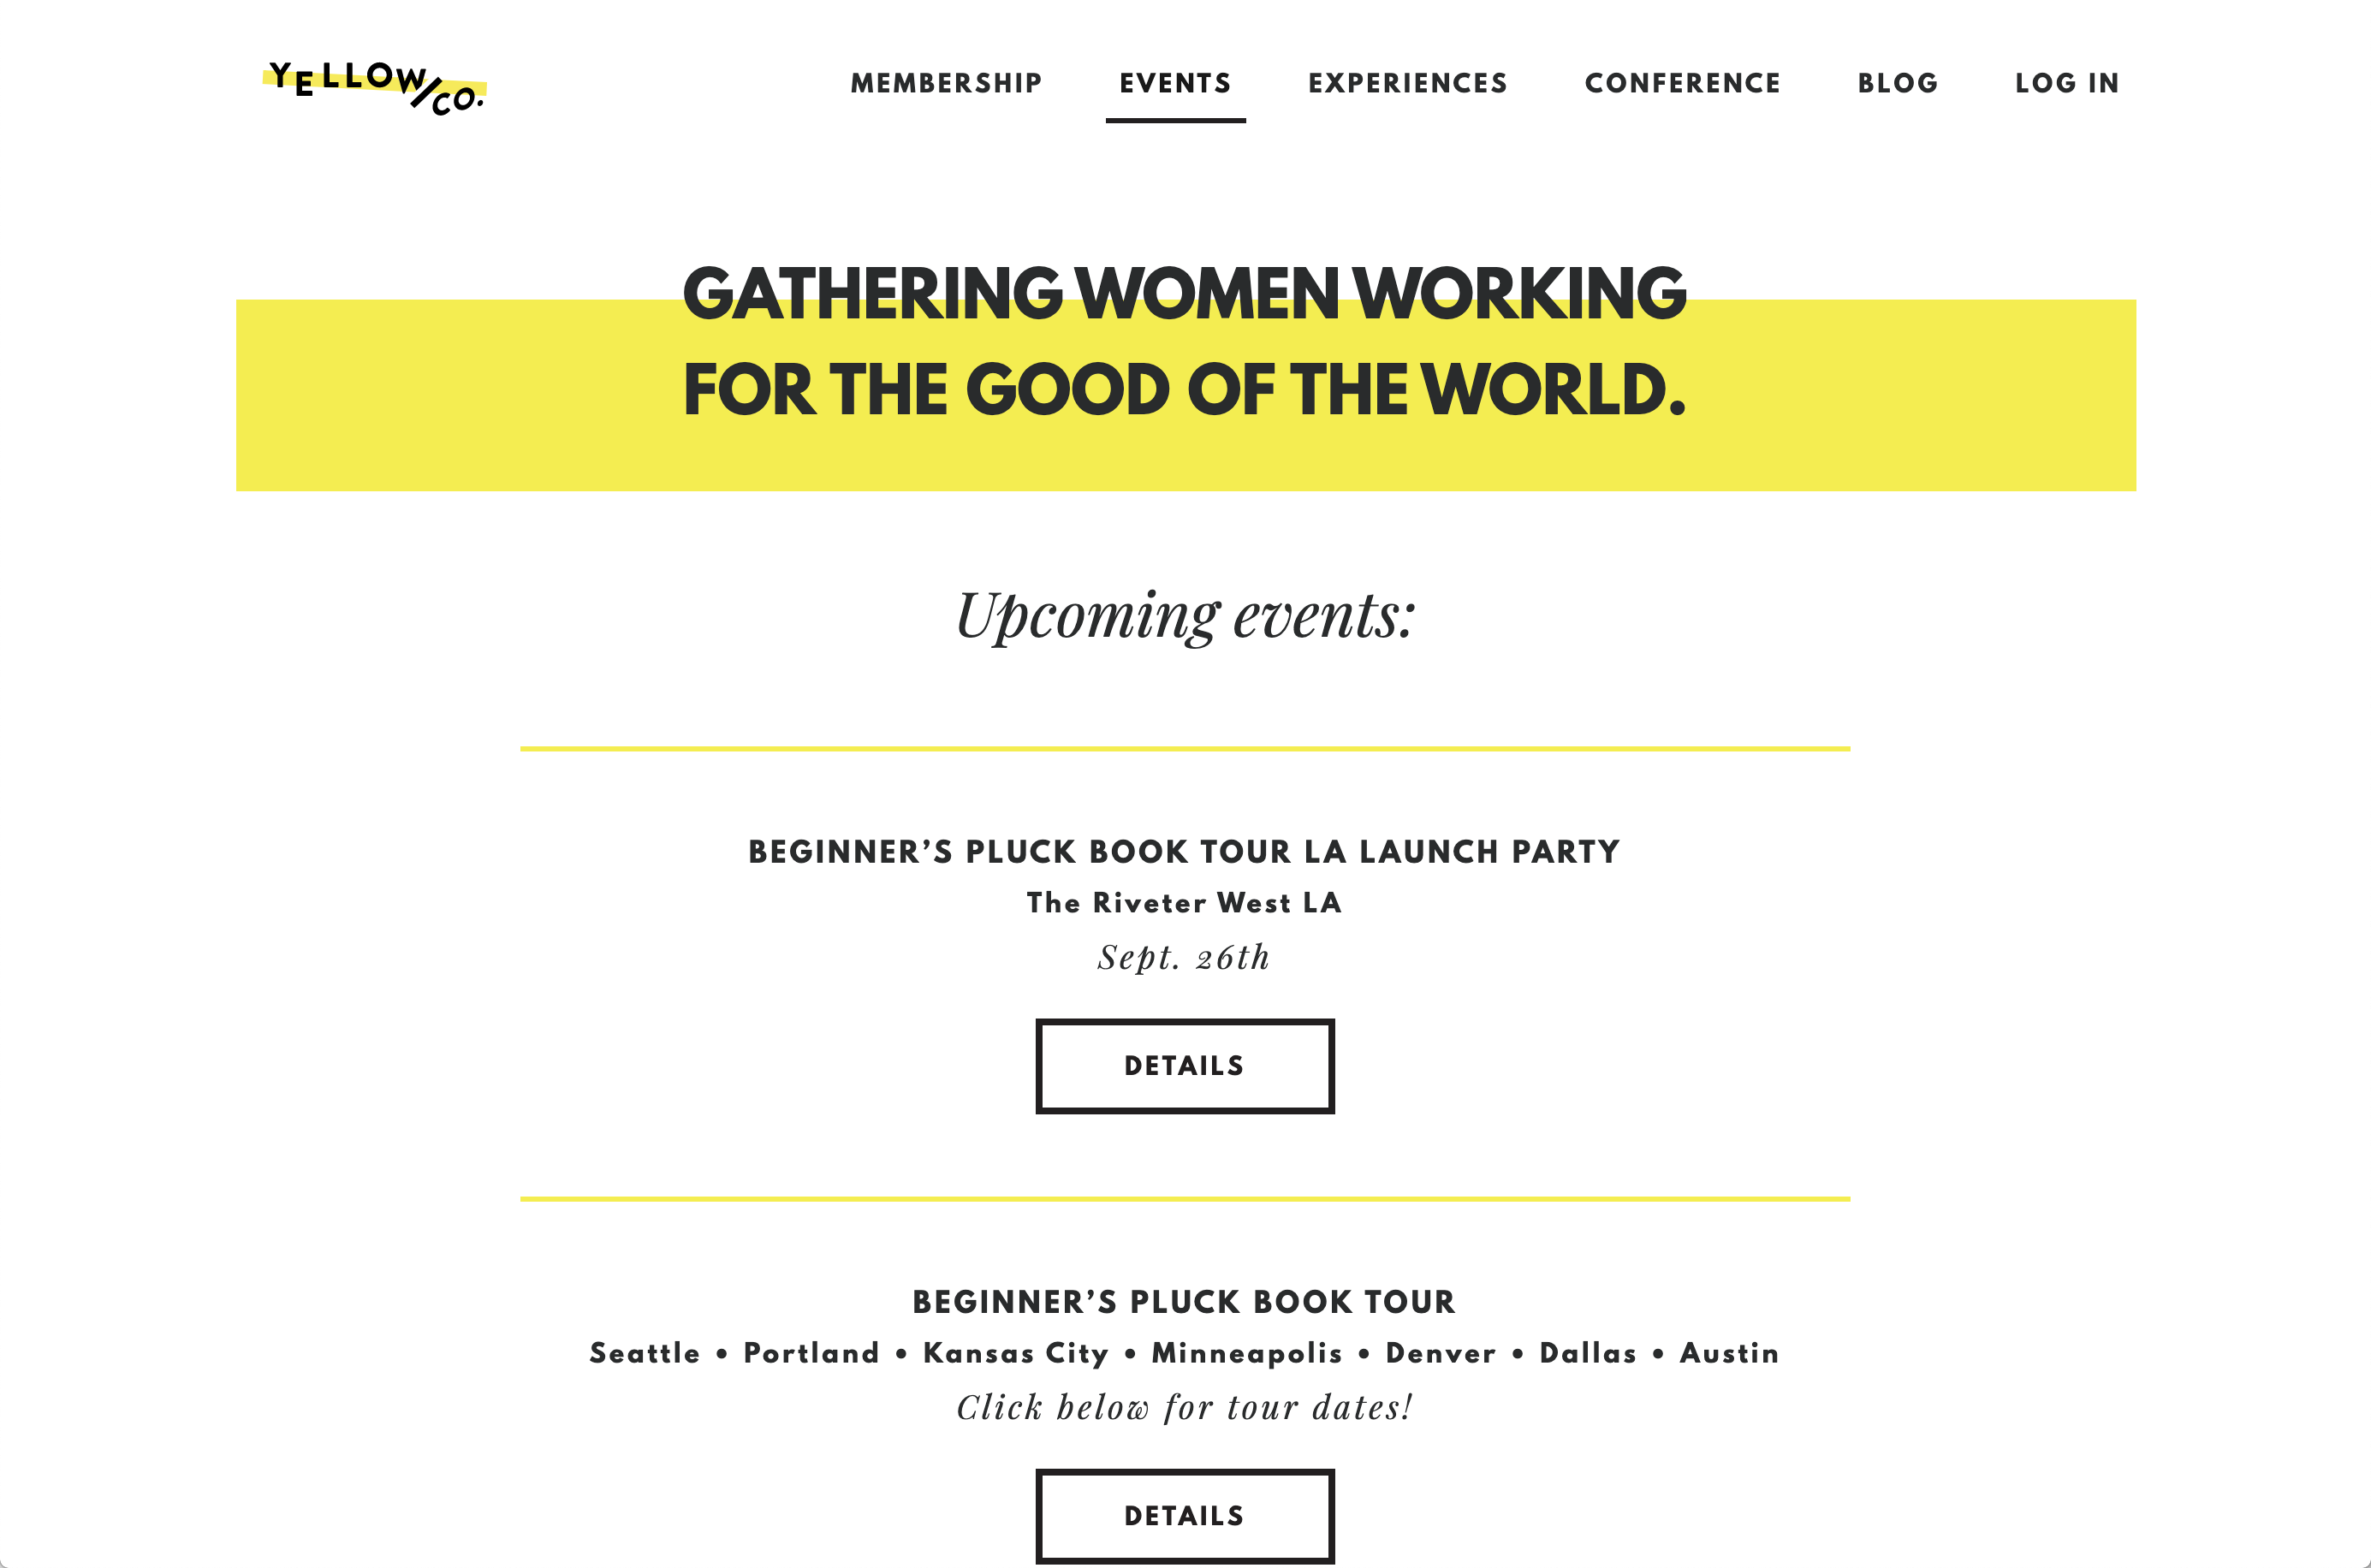 YELLOW/CO.
MEMBERSHIP
EVENTS
EXPERIENCES
CONFERENCE
BLOG
LOG IN
GATHERING WOMEN WORKING
FOR THE GOOD OF THE WORLD.
Upcoming events:
BEGINNER’S PLUCK BOOK TOUR LA LAUNCH PARTY
The Riveter West LA
Sept. 26th
DETAILS
BEGINNER’S PLUCK BOOK TOUR
Seattle • Portland • Kansas City • Minneapolis • Denver • Dallas • Austin
Click below for tour dates!
DETAILS